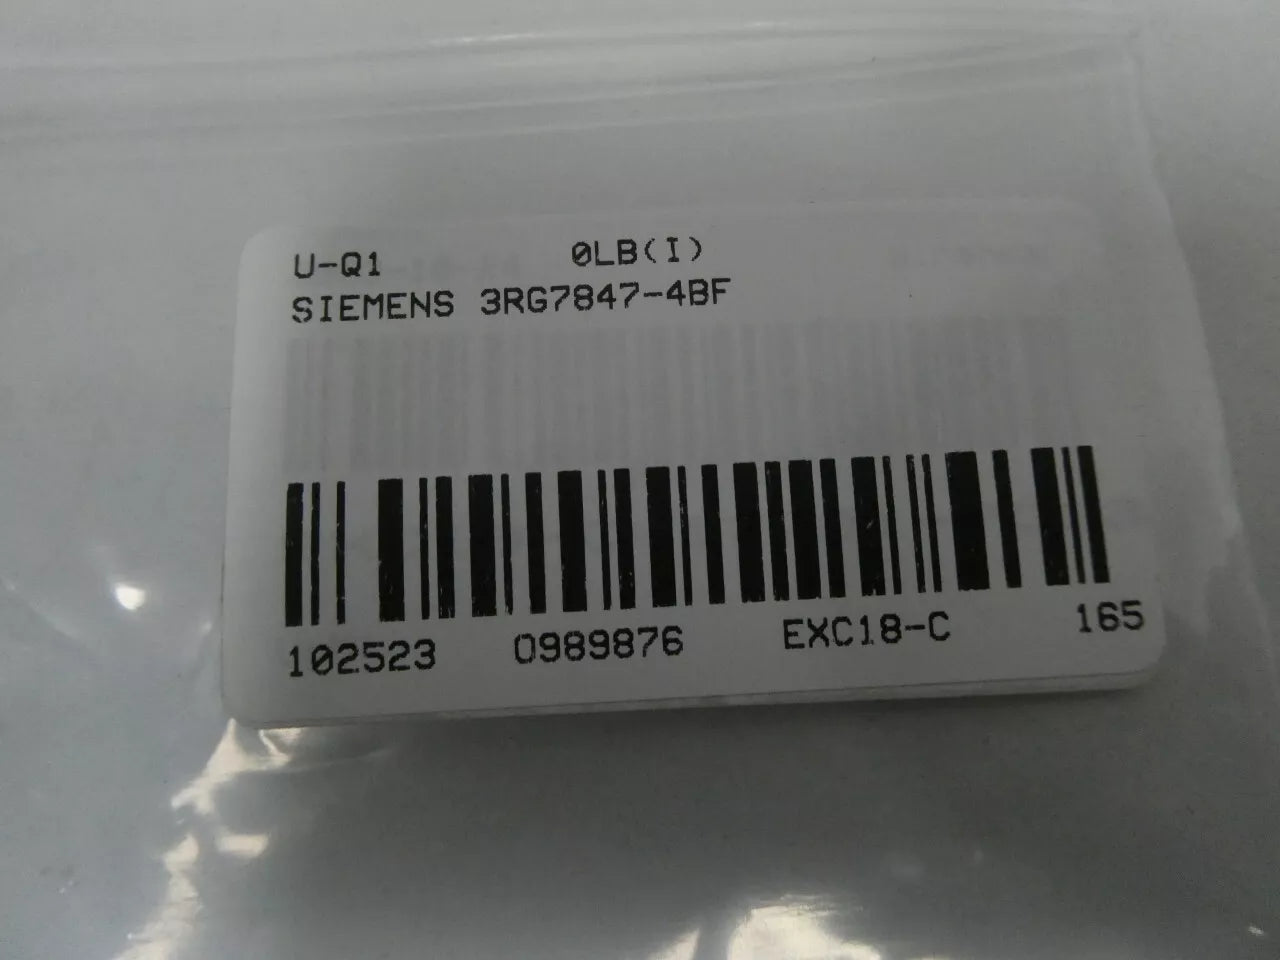 U-Q1 0LB(I)
SIEMENS 3RG7847-4BF
102523 0989876 EXC18-C 165